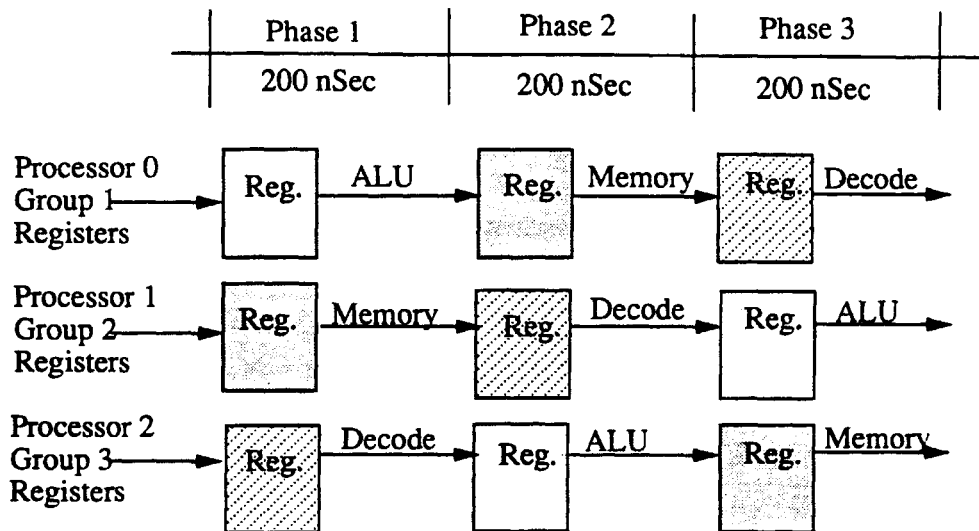 Phase 1 Phase 2 Phase 3
200 nSec 200 nSec 200 nSec
Processor 0
Group 1
Registers
Reg. ALU Reg. Memory Reg. Decode
Processor 1
Group 2
Registers
Reg. Memory Reg. Decode Reg. ALU
Processor 2
Group 3
Registers
Reg. Decode Reg. ALU Reg. Memory